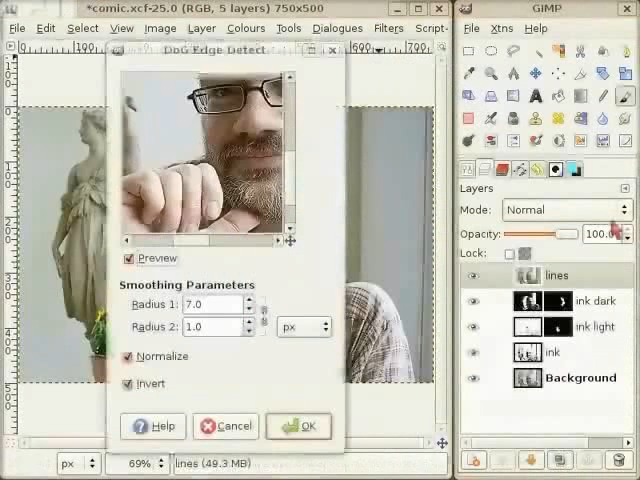 *comic.xcf-25.0 (RGB, 5 layers) 750x500
File Edit Select View Image Layer Colours Tools Dialogues Filters Script-
DoG Edge Detect
Preview
Smoothing Parameters
Radius 1: 7.0
Radius 2: 1.0
px
Normalize
Invert
Help Cancel OK
px 69% lines (49.3 MB)
GIMP
File Xtns Help
Layers
Mode: Normal
Opacity: 100.0
Lock:
lines
ink dark
ink light
ink
Background